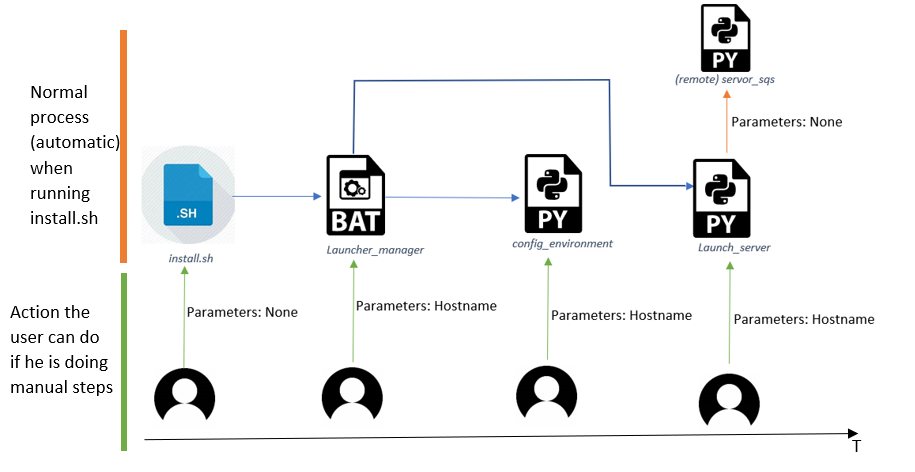 PY
(remote) servor_sqs
Normal
process
(automatic)
when
running
install.sh
Parameters: None
.SH
BAT
PY
PY
install.sh
Launcher_manager
config_environment
Launch_server
Action the
user can do
if he is doing
manual steps
Parameters: None
Parameters: Hostname
Parameters: Hostname
Parameters: Hostname
T